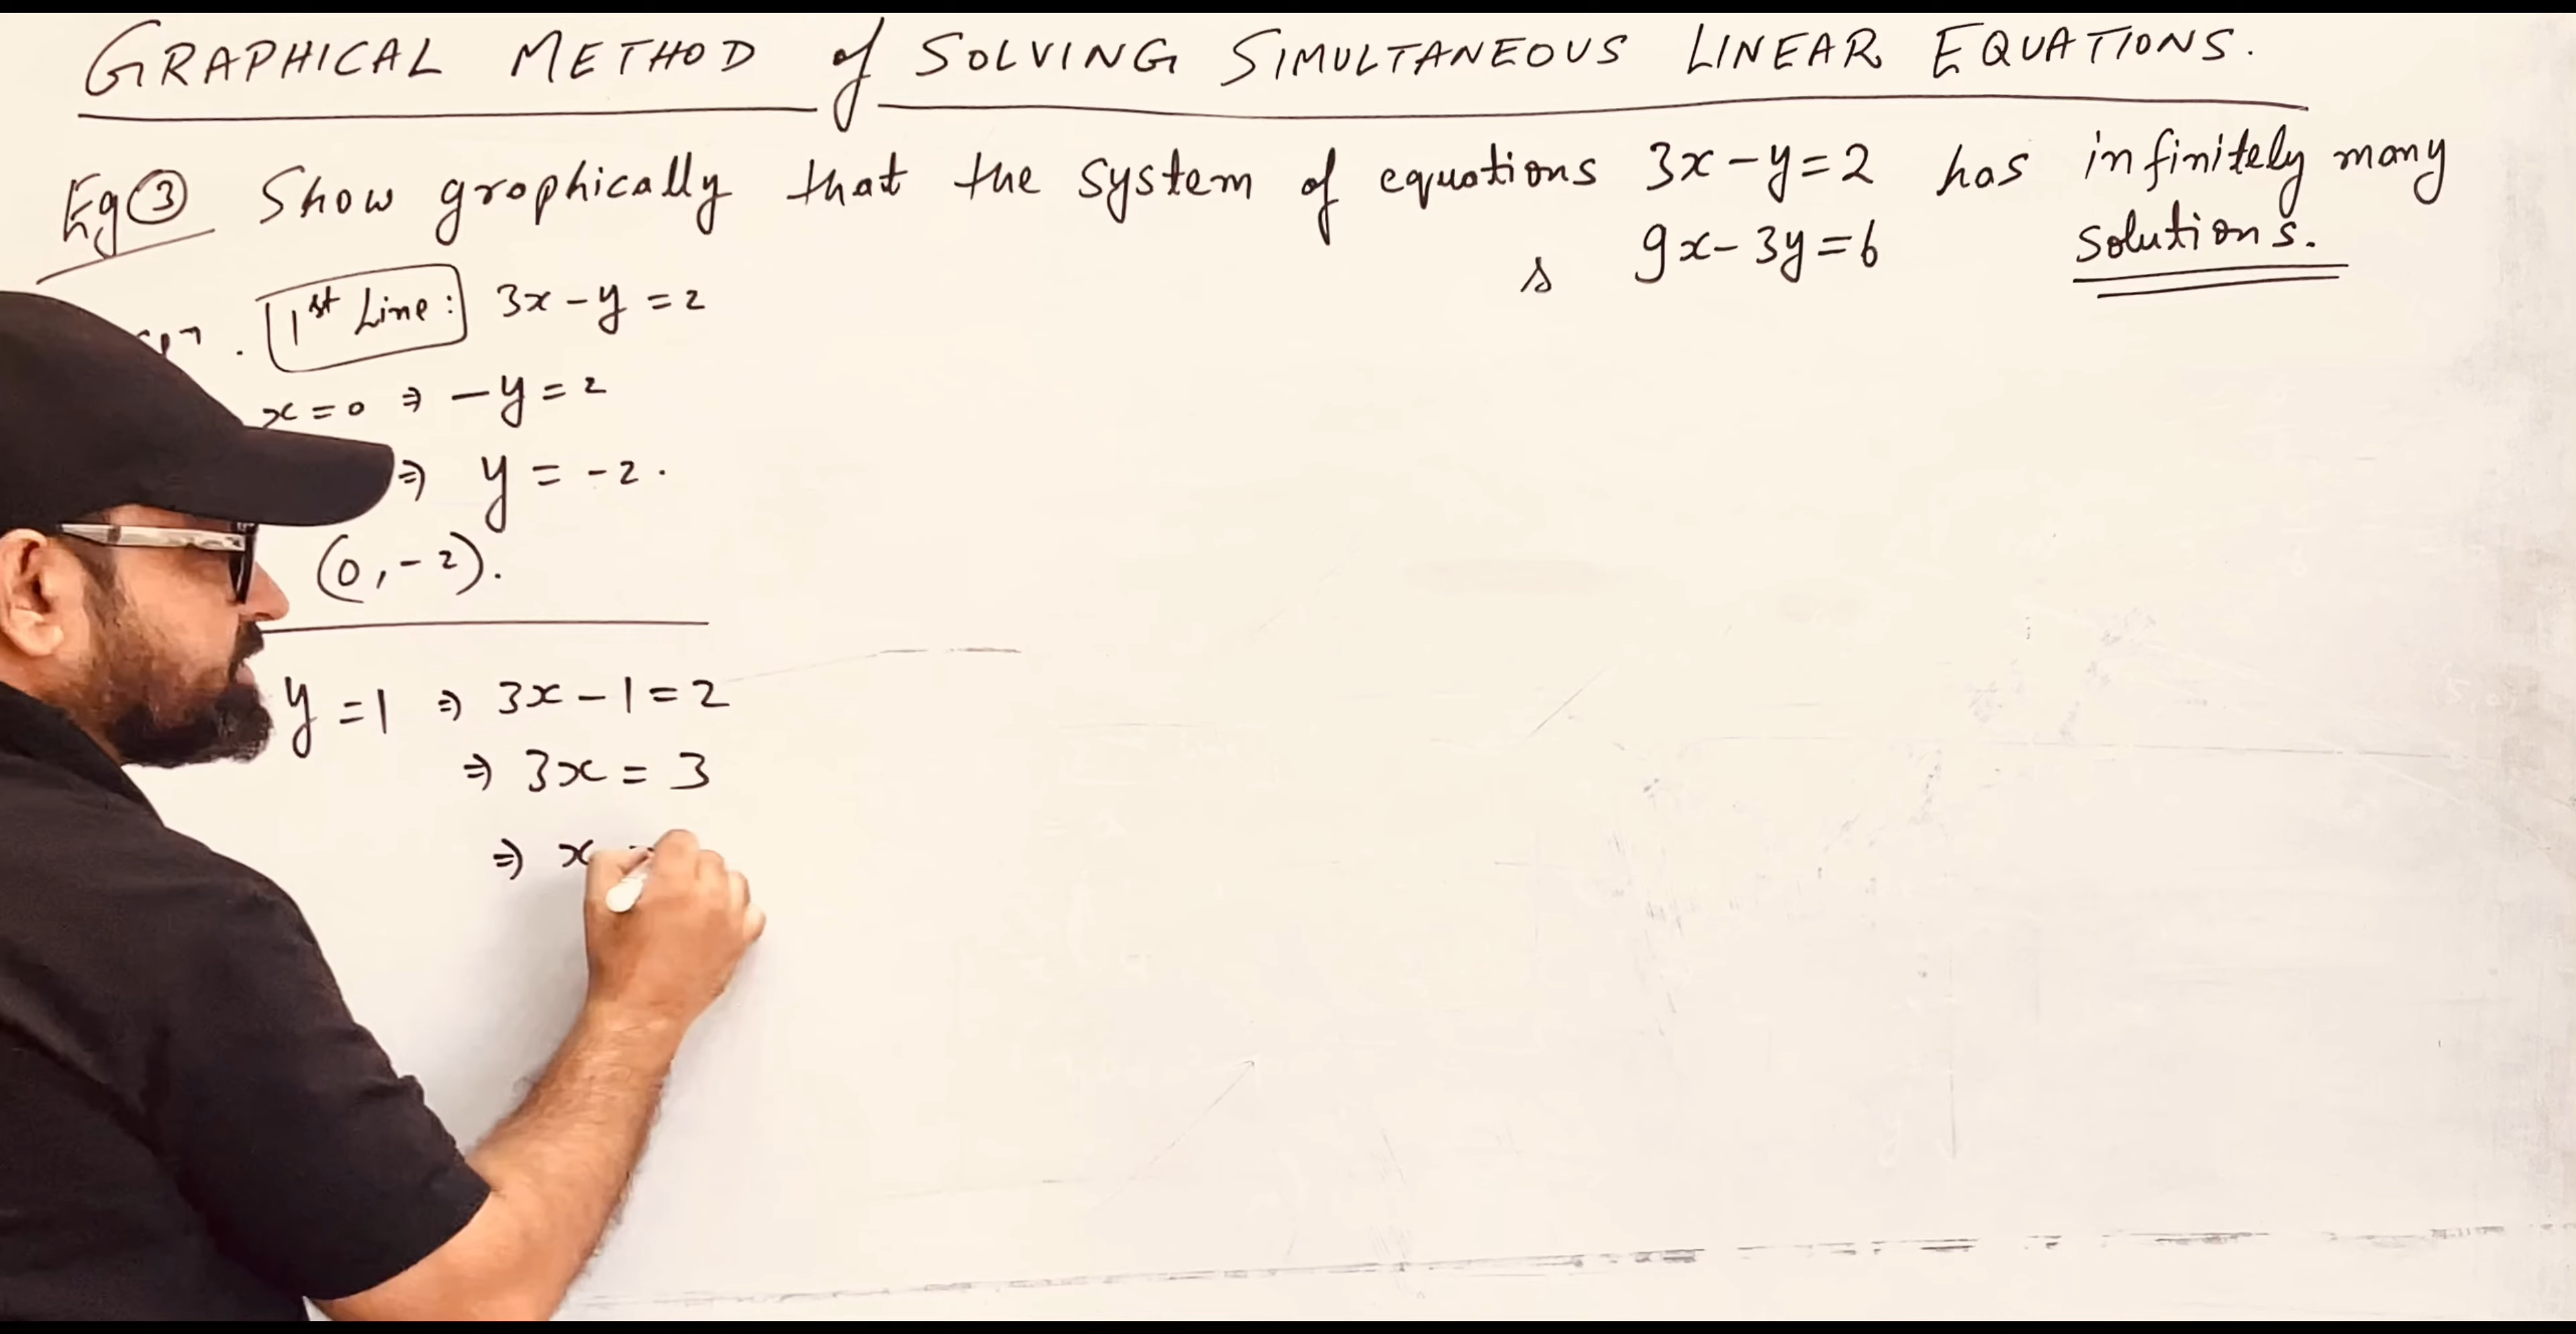 GRAPHICAL METHOD of SOLVING SIMULTANEOUS LINEAR EQUATIONS.
Eg ③ Show graphically that the system of equations 3x-y=2 has infinitely many
& 9x-3y=6 solutions.
1st Line: 3x-y=2
x=0 ⇒ -y=2
⇒ y=-2.
(0,-2).
y=1 ⇒ 3x-1=2
⇒ 3x=3
⇒ x